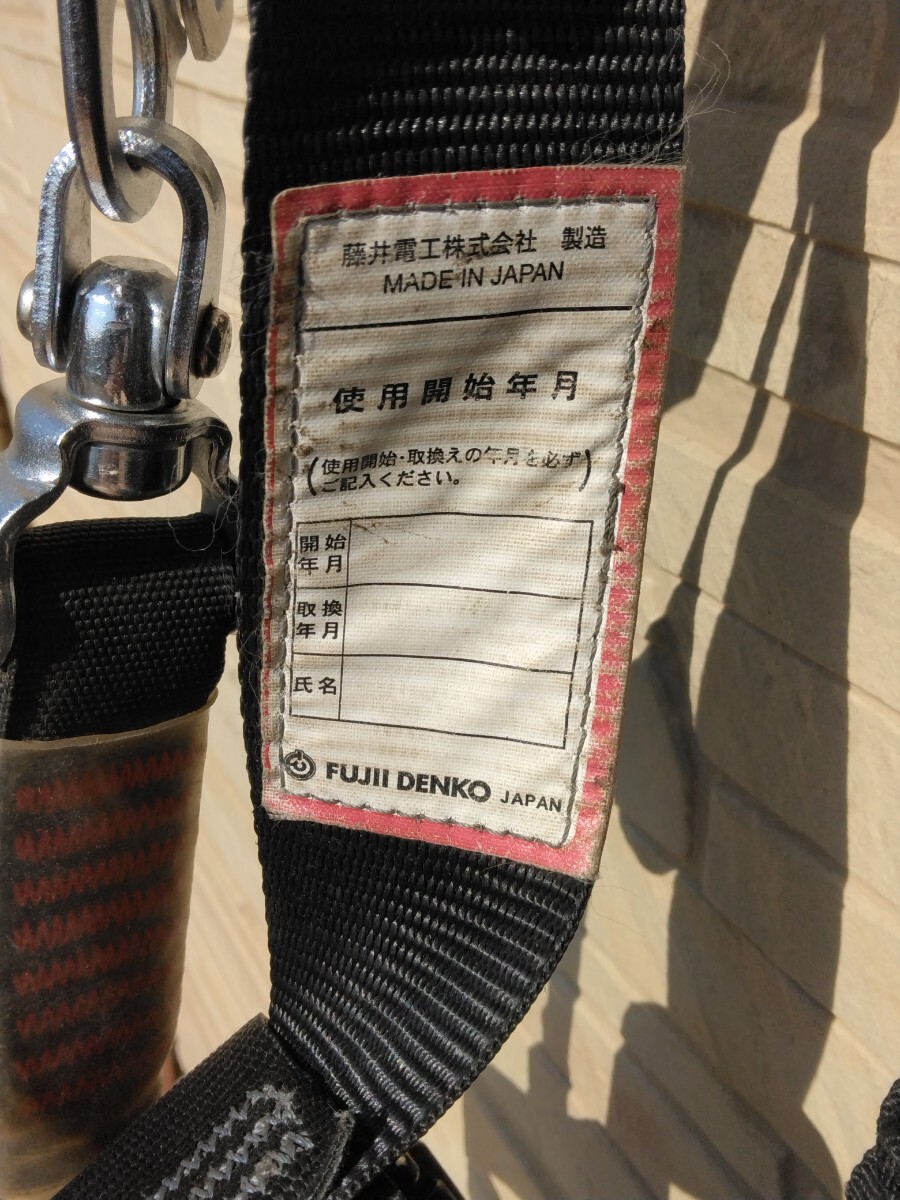 藤井電工株式会社 製造
MADE IN JAPAN
使用開始年月
(使用開始・取換えの年月を必ず
ご記入ください。)
開始
年月
取換
年月
氏名
FUJII DENKO JAPAN